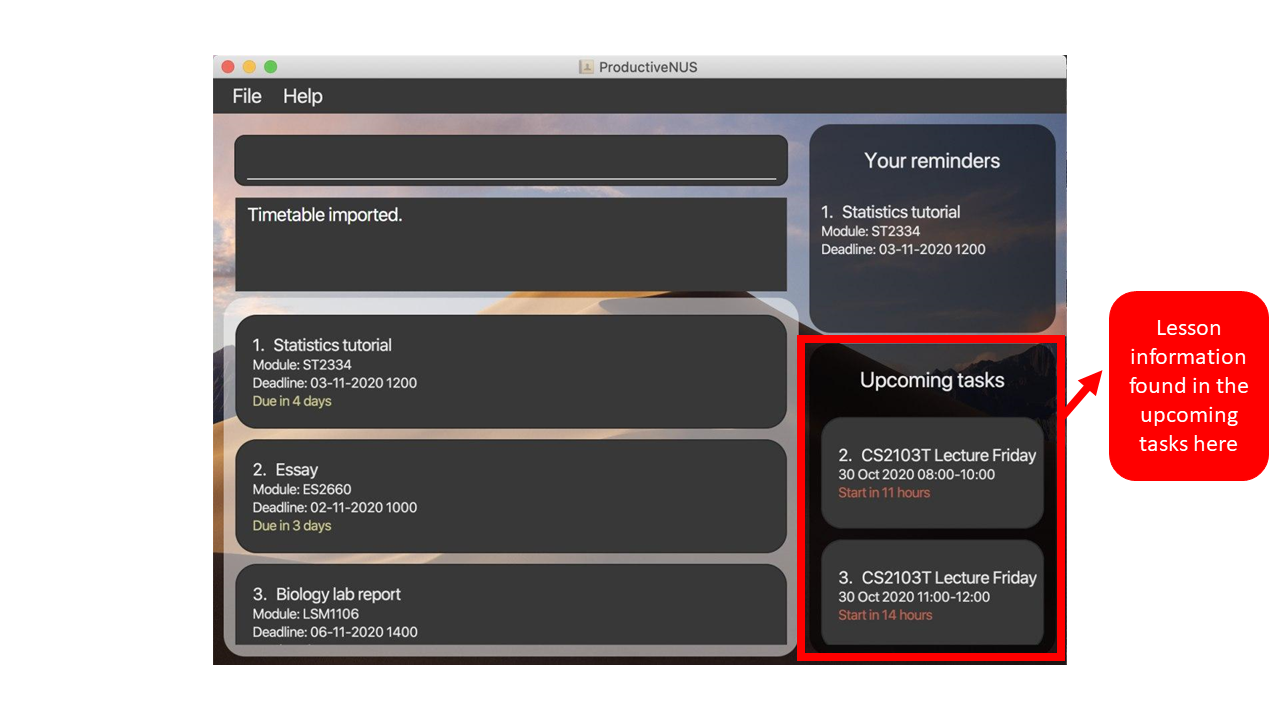 ProductiveNUS
File Help
Timetable imported.
1. Statistics tutorial
Module: ST2334
Deadline: 03-11-2020 1200
Due in 4 days
2. Essay
Module: ES2660
Deadline: 02-11-2020 1000
Due in 3 days
3. Biology lab report
Module: LSM1106
Deadline: 06-11-2020 1400
Your reminders
1. Statistics tutorial
Module: ST2334
Deadline: 03-11-2020 1200
Upcoming tasks
2. CS2103T Lecture Friday
30 Oct 2020 08:00-10:00
Start in 11 hours
3. CS2103T Lecture Friday
30 Oct 2020 11:00-12:00
Start in 14 hours
Lesson
information
found in the
upcoming
tasks here